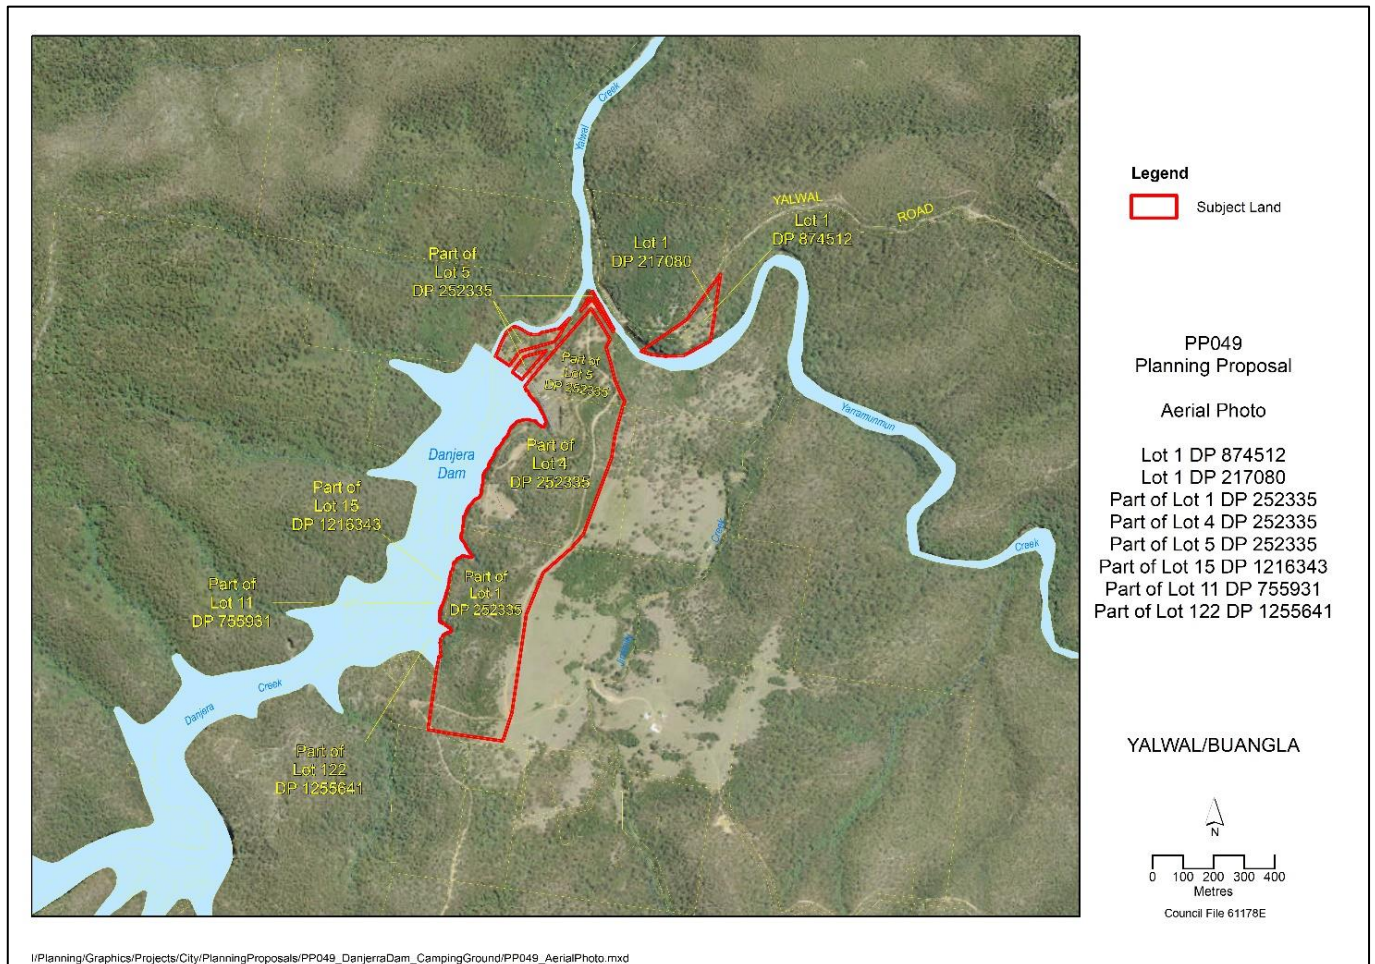 Yalwal
Creek
YALWAL
ROAD
Lot 1
DP 874512
Lot 1
DP 217080
Part of
Lot 5
DP 252335
Part of
Lot 5
DP 252335
Danjera
Dam
Part of
Lot 4
DP 252335
Yarramunmun
Creek
Part of
Lot 15
DP 1216343
Creek
Part of
Lot 1
DP 252335
Part of
Lot 11
DP 755931
Danjera
Creek
Part of
Lot 122
DP 1255641
Legend
Subject Land
PP049
Planning Proposal
Aerial Photo
Lot 1 DP 874512
Lot 1 DP 217080
Part of Lot 1 DP 252335
Part of Lot 4 DP 252335
Part of Lot 5 DP 252335
Part of Lot 15 DP 1216343
Part of Lot 11 DP 755931
Part of Lot 122 DP 1255641
YALWAL/BUANGLA
N
0 100 200 300 400
Metres
Council File 61178E
I/Planning/Graphics/Projects/City/PlanningProposals/PP049_DanjerraDam_CampingGround/PP049_AerialPhoto.mxd